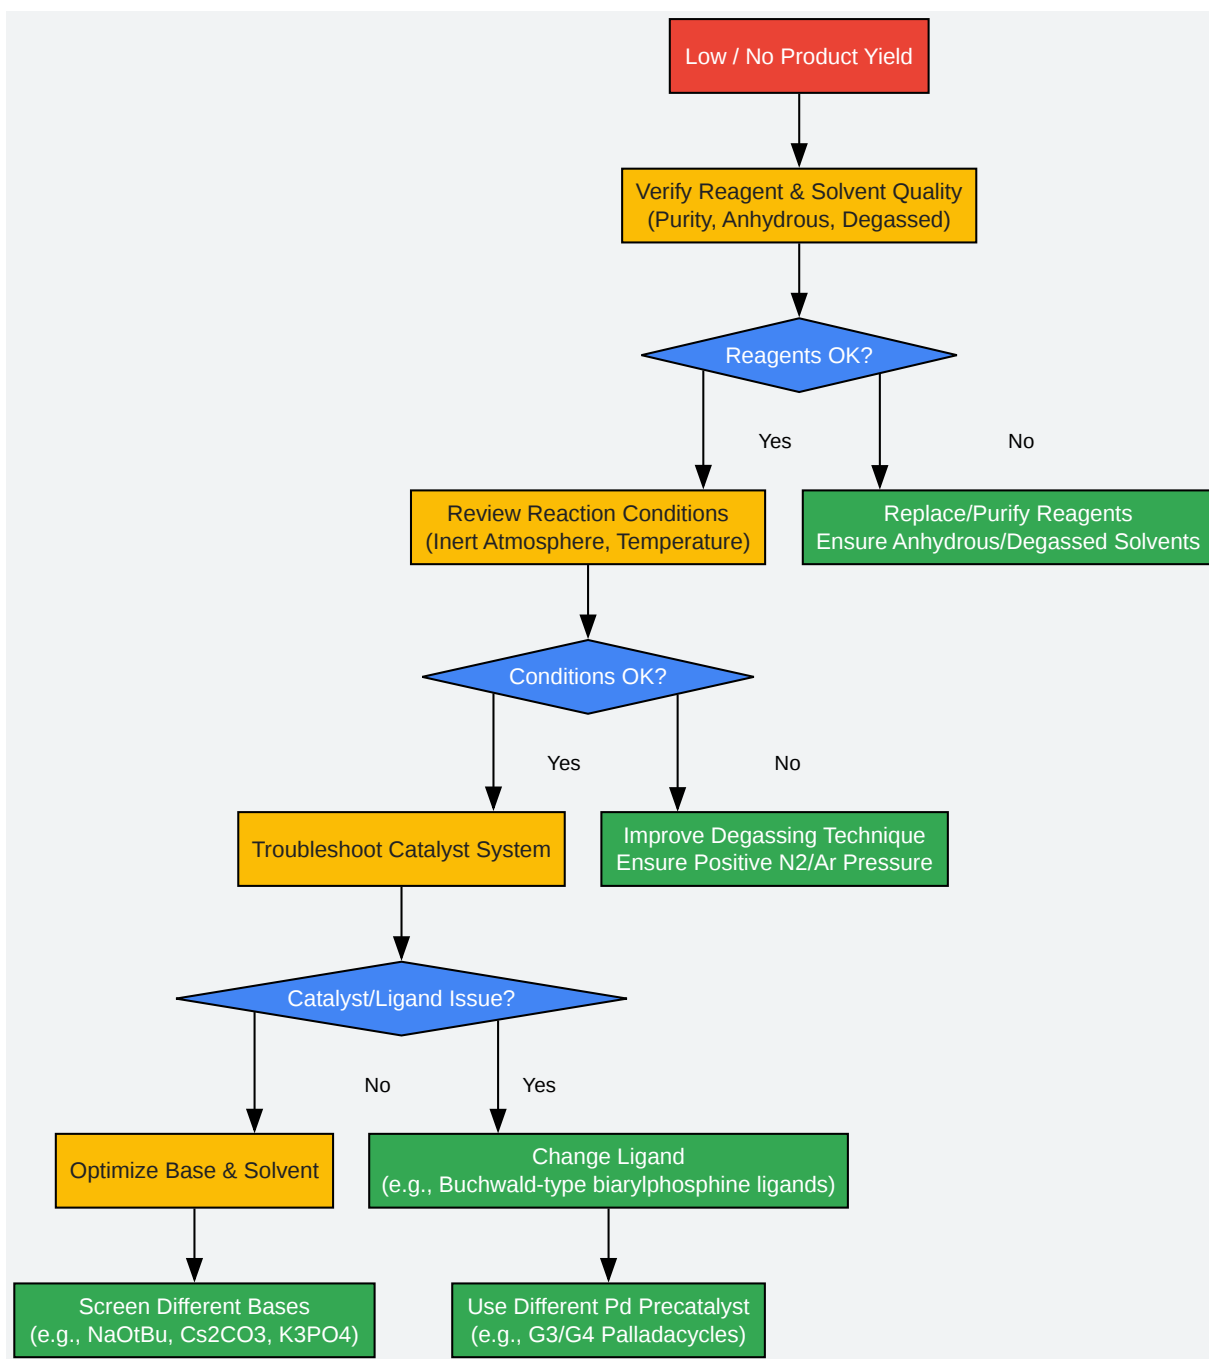 Low / No Product Yield
Verify Reagent & Solvent Quality
(Purity, Anhydrous, Degassed)
Reagents OK?
Yes
No
Review Reaction Conditions
(Inert Atmosphere, Temperature)
Replace/Purify Reagents
Ensure Anhydrous/Degassed Solvents
Conditions OK?
Yes
No
Troubleshoot Catalyst System
Improve Degassing Technique
Ensure Positive N2/Ar Pressure
Catalyst/Ligand Issue?
No
Yes
Optimize Base & Solvent
Change Ligand
(e.g., Buchwald-type biarylphosphine ligands)
Screen Different Bases
(e.g., NaOtBu, Cs2CO3, K3PO4)
Use Different Pd Precatalyst
(e.g., G3/G4 Palladacycles)